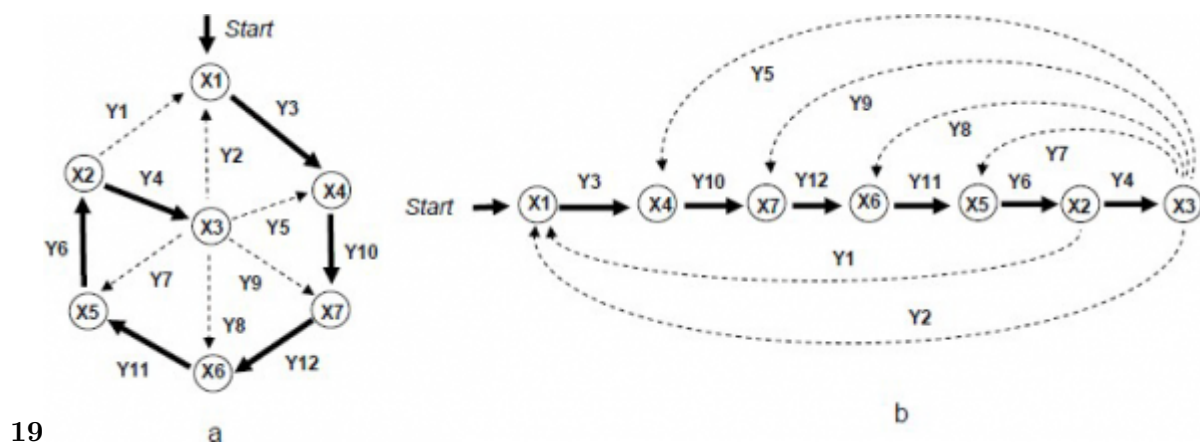 Start
X1
Y1
Y3
Y2
X2
Y4
X4
X3
Y5
Y6
Y10
Y7
Y9
X5
X7
Y8
Y11
Y12
X6
19
a
Y5
Y9
Y8
Y7
Start
X1
Y3
X4
Y10
X7
Y12
X6
Y11
X5
Y6
X2
Y4
X3
Y1
Y2
b